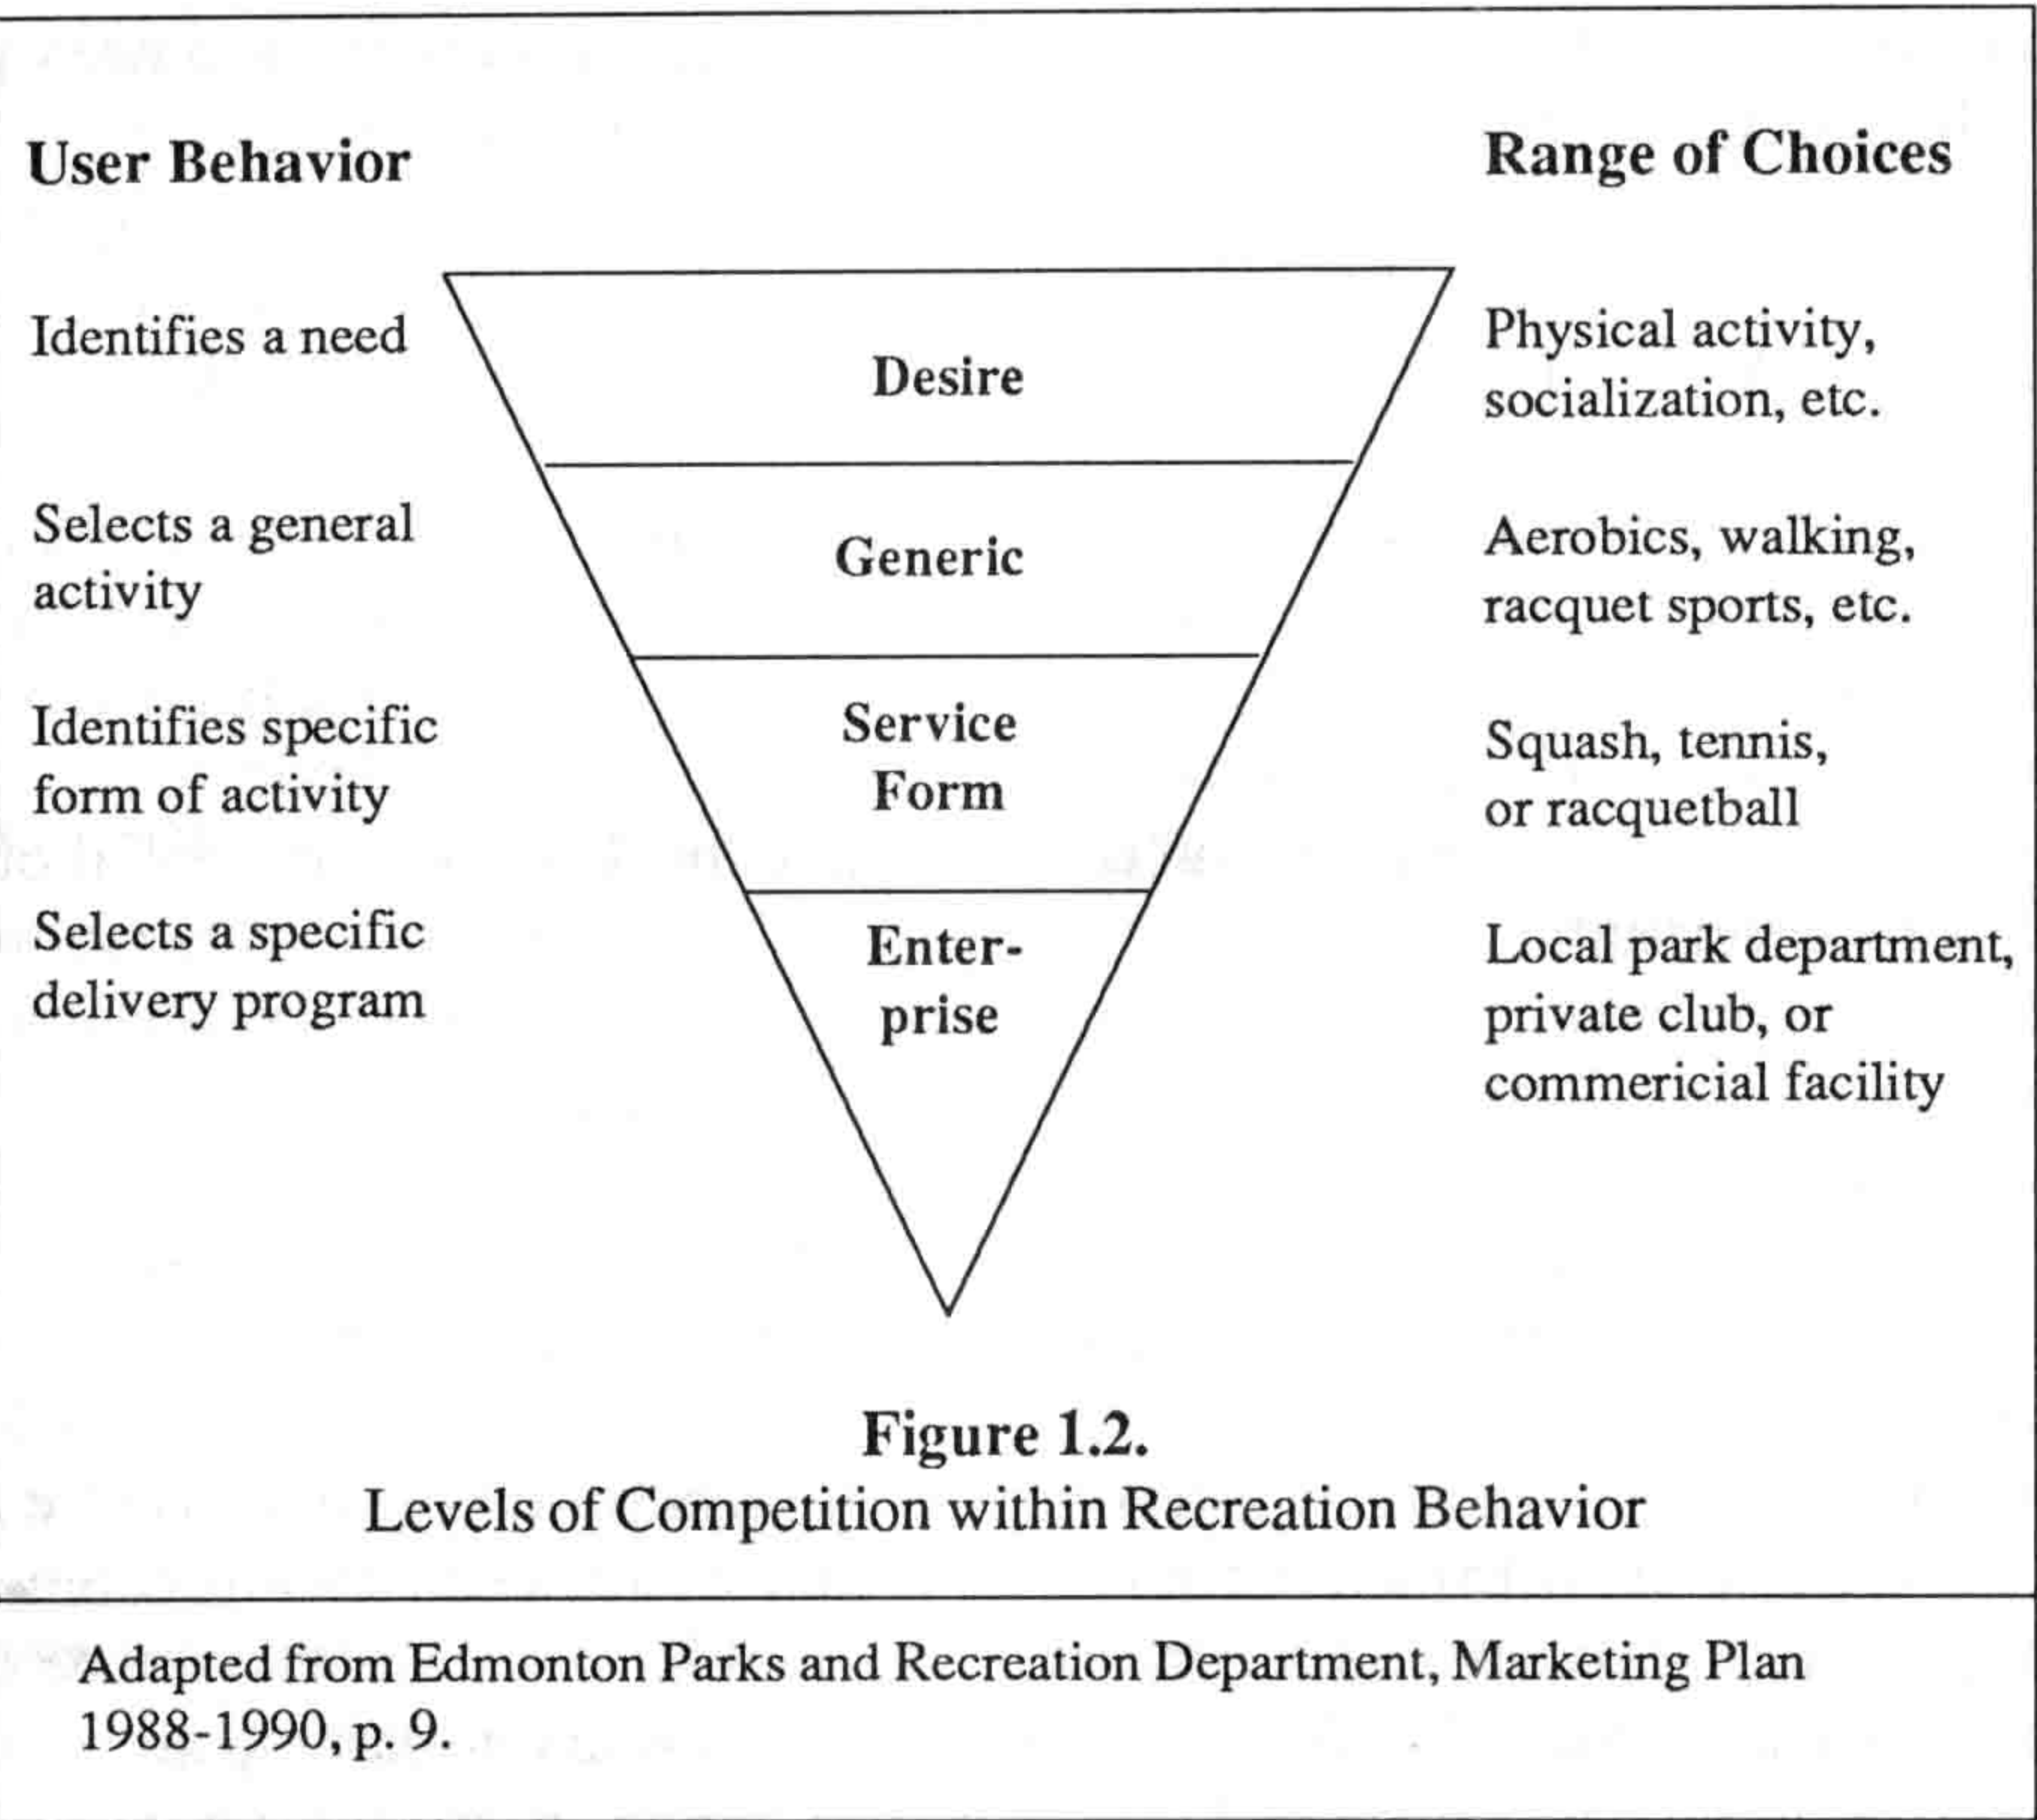 User Behavior
Range of Choices
Identifies a need
Desire
Physical activity,
socialization, etc.
Selects a general
activity
Generic
Aerobics, walking,
racquet sports, etc.
Identifies specific
form of activity
Service
Form
Squash, tennis,
or racquetball
Selects a specific
delivery program
Enter-
prise
Local park department,
private club, or
commericial facility
Figure 1.2.
Levels of Competition within Recreation Behavior
Adapted from Edmonton Parks and Recreation Department, Marketing Plan
1988-1990, p. 9.